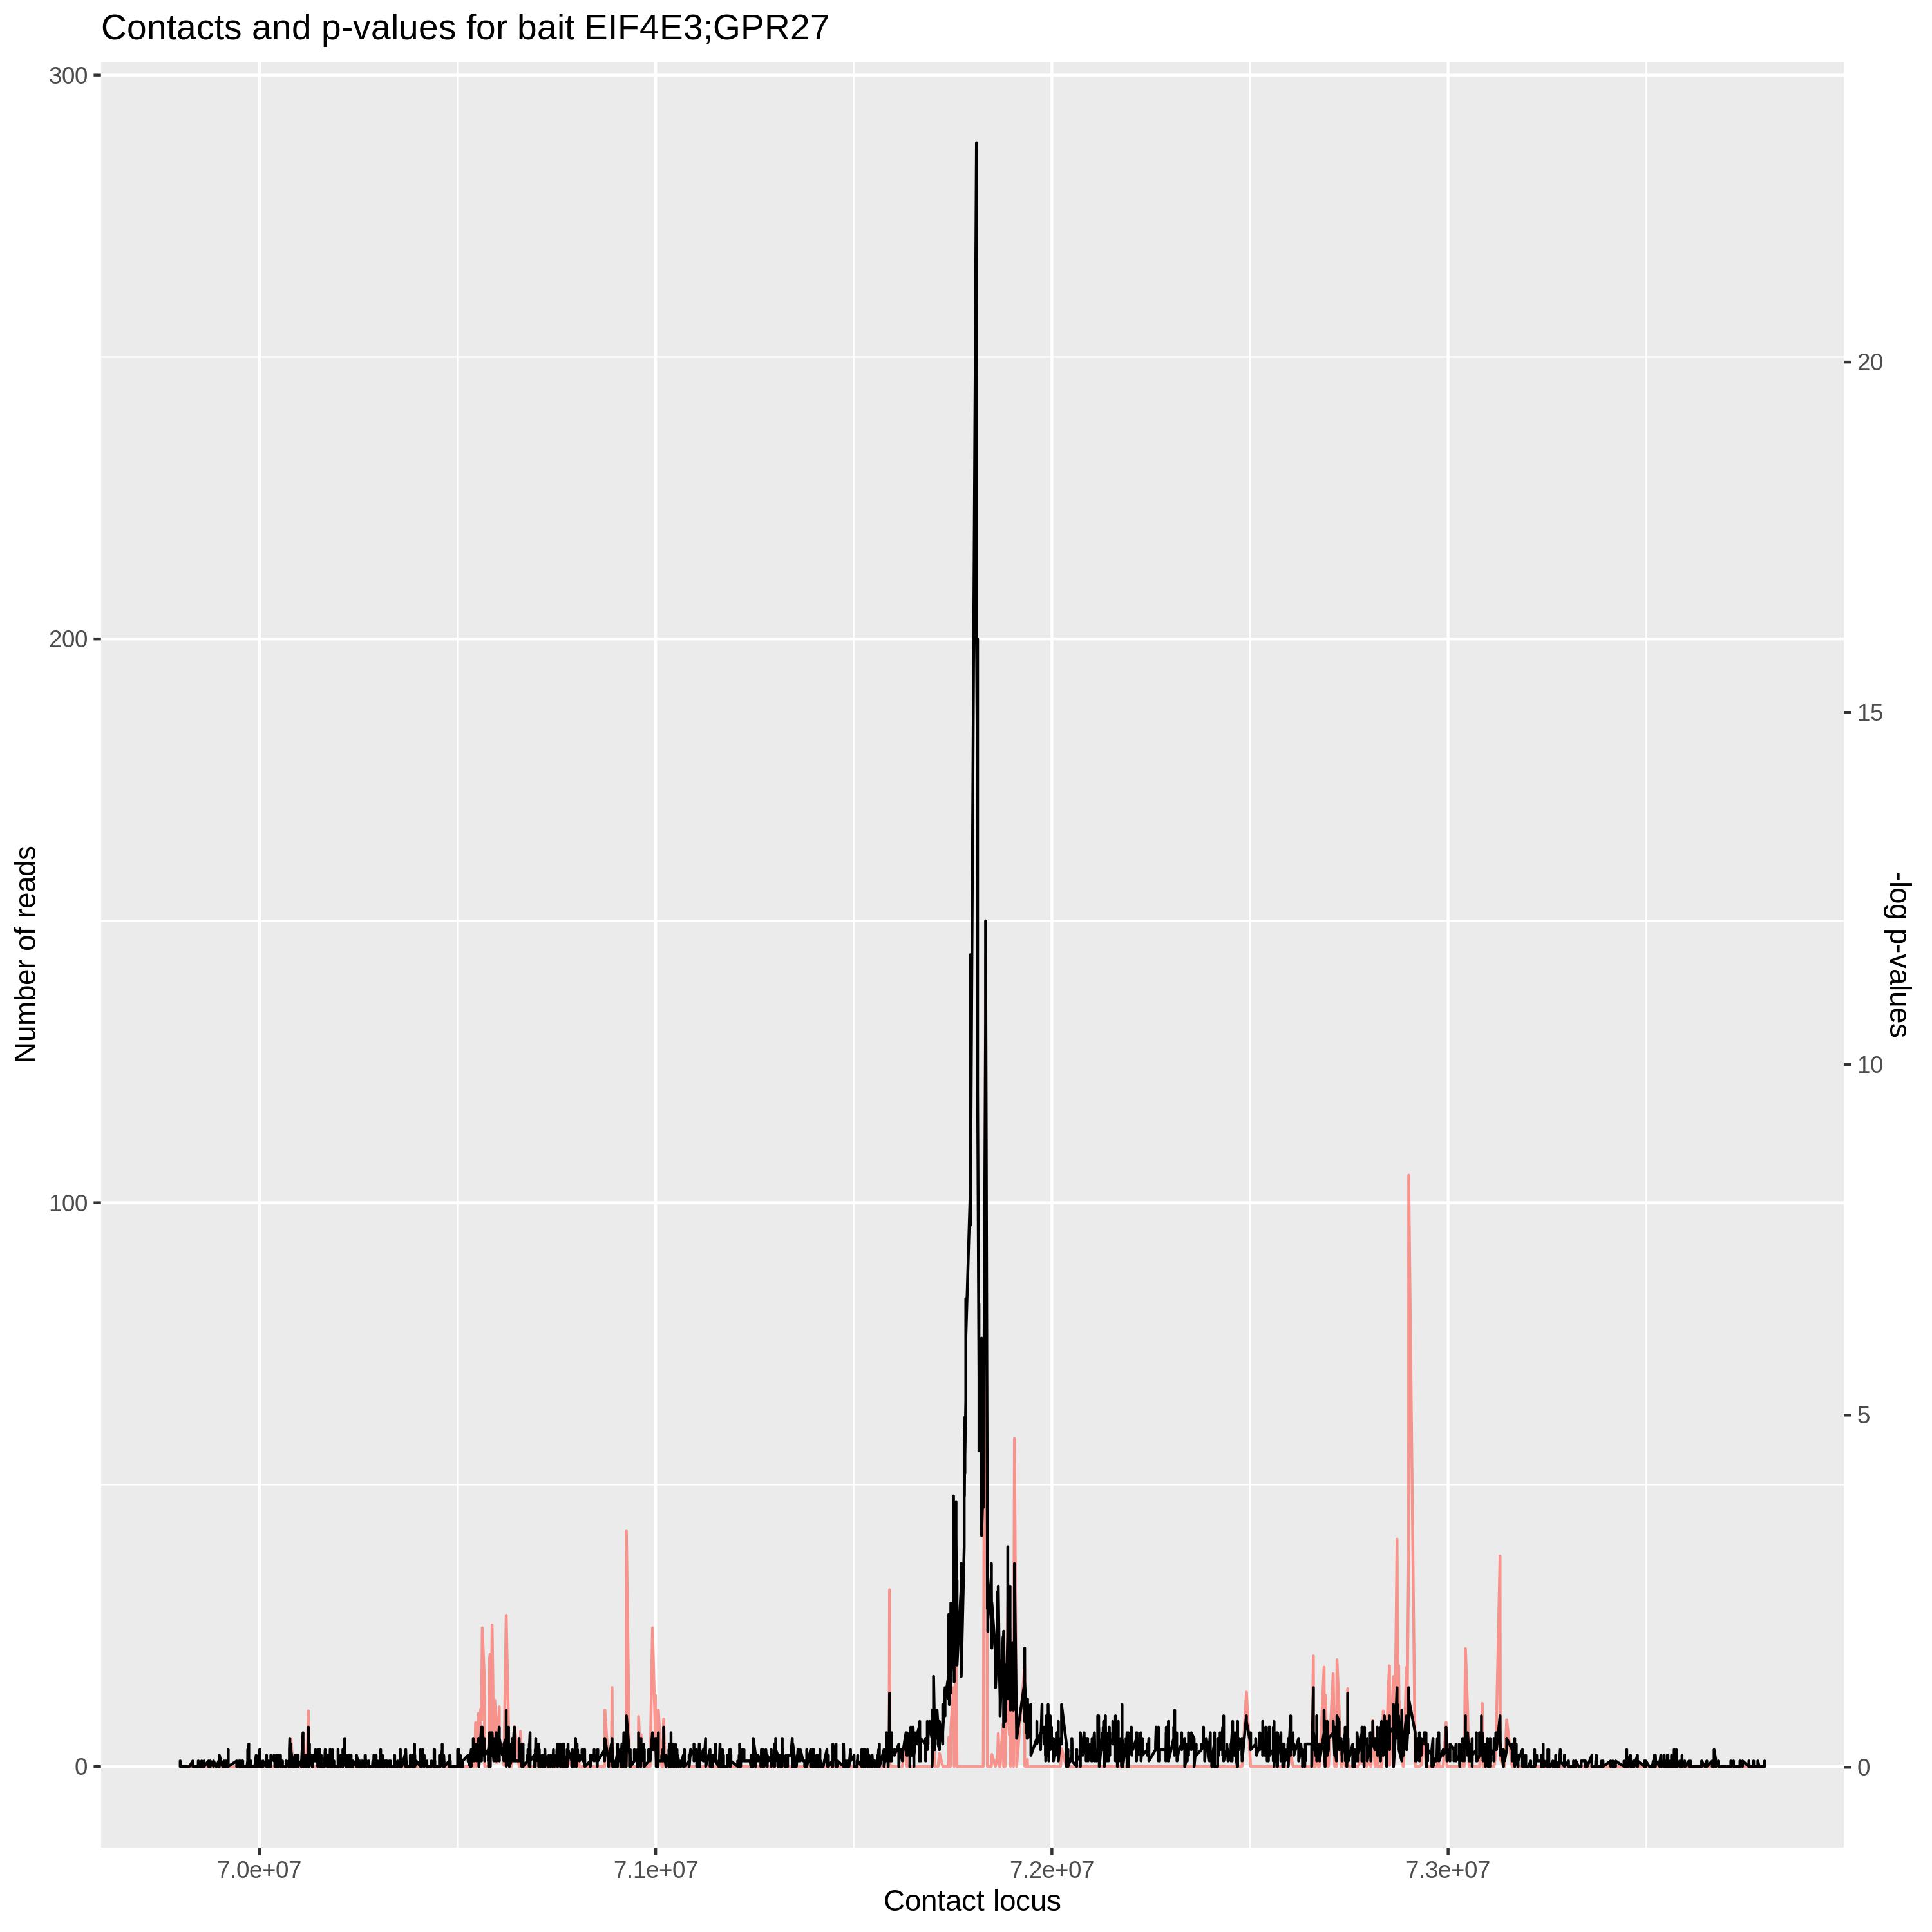 Contacts and p-values for bait EIF4E3;GPR27
300
200
100
0
Number of reads
20
15
10
5
0
-log p-values
7.0e+07
7.1e+07
7.2e+07
7.3e+07
Contact locus